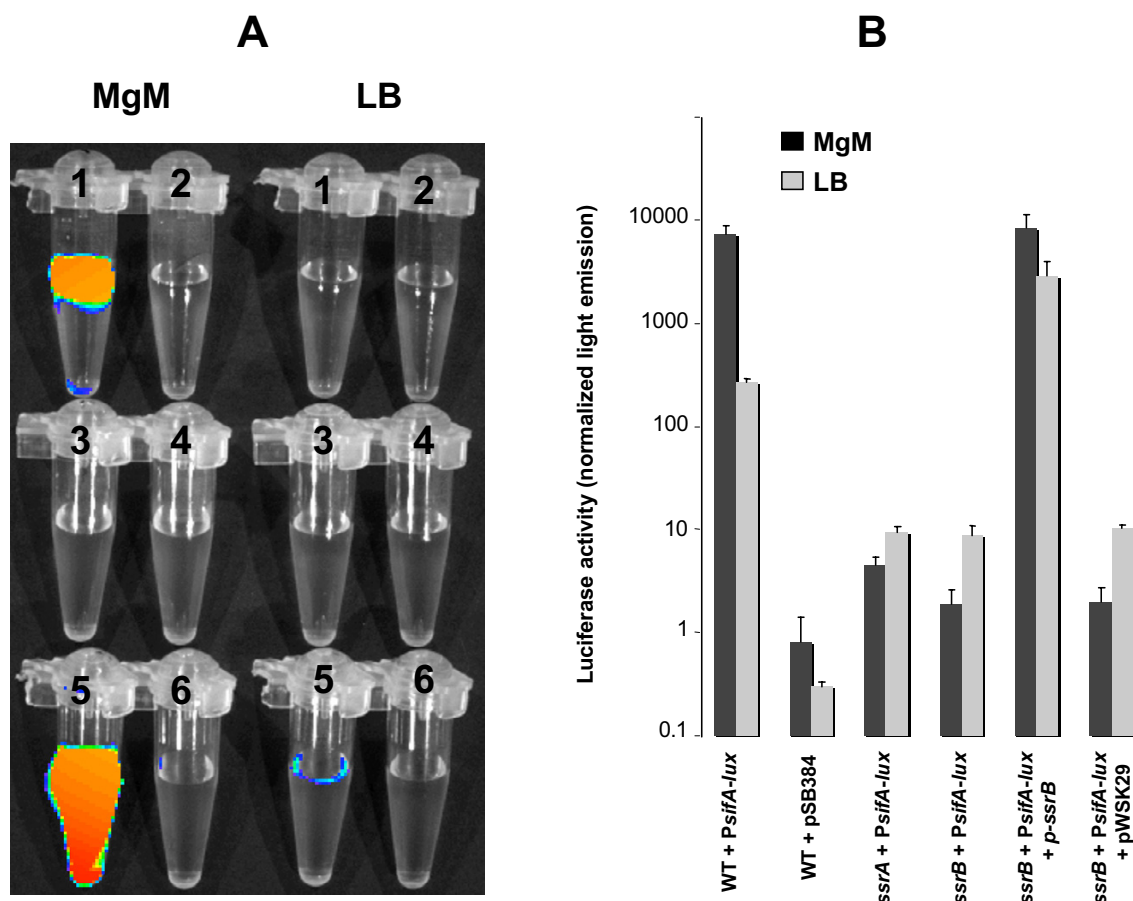 A
MgM
LB
1
2
1
2
3
4
3
4
5
6
5
6
B
MgM
LB
Luciferase activity (normalized light emission)
10000
1000
100
10
1
0.1
WT + PsifA-lux
WT + pSB384
ssrA + PsifA-lux
ssrB + PsifA-lux
ssrB + PsifA-lux
+ p-ssrB
ssrB + PsifA-lux
+ pWSK29